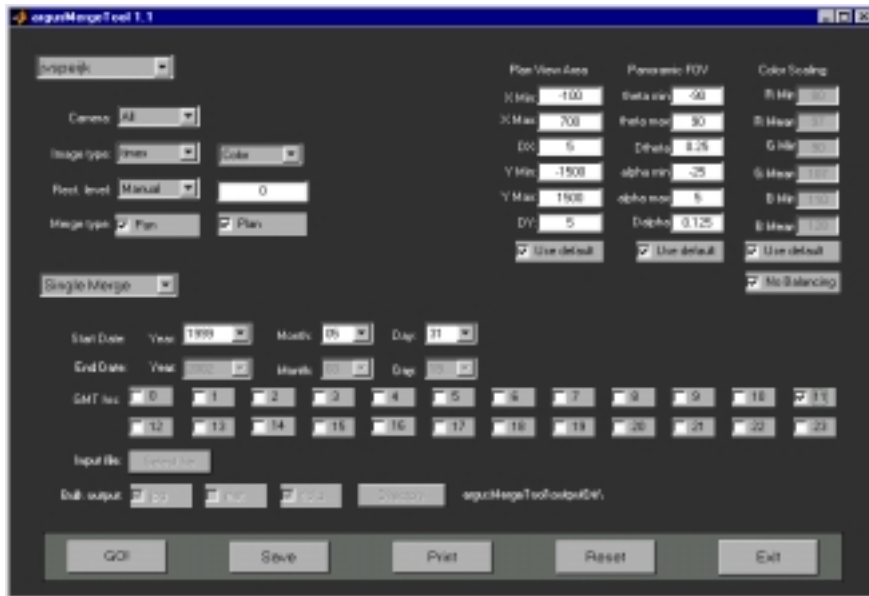 argusMergeTool 1.1
Plan View Area Panoramic FOV Color Scaling
Camera: All
Image type: timex Color
Rect. level: Manual 0
Merge type: Pan Plan
X Min: -100 theta min: -90 R Min:
X Max: 700 theta max: 90 R Mean:
DX: 5 Dtheta: 0.25 G Min:
Y Min: -1500 alpha min: -25 G Mean:
Y Max: 1500 alpha max: 5 B Min:
DY: 5 Dalpha: 0.125 B Mean:
Use default Use default Use default
No Balancing
Single Merge
Start Date: Year: 1999 Month: 05 Day: 31
End Date: Year: 2002 Month: Day:
GMT hrs: 0 1 2 3 4 5 6 7 8 9 10 11
12 13 14 15 16 17 18 19 20 21 22 23
Input file: Select file
output: jpg Directory
GO! Save Print Reset Exit